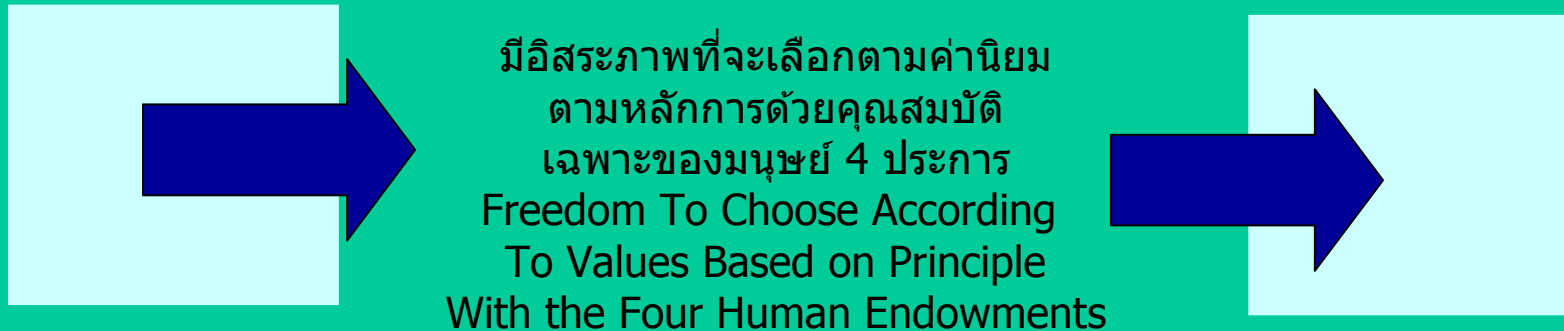 มีอิสระภาพที่จะเลือกตามค่านิยม
ตามหลักการด้วยคุณสมบัติ
เฉพาะของมนุษย์ 4 ประการ
Freedom To Choose According
To Values Based on Principle
With the Four Human Endowments